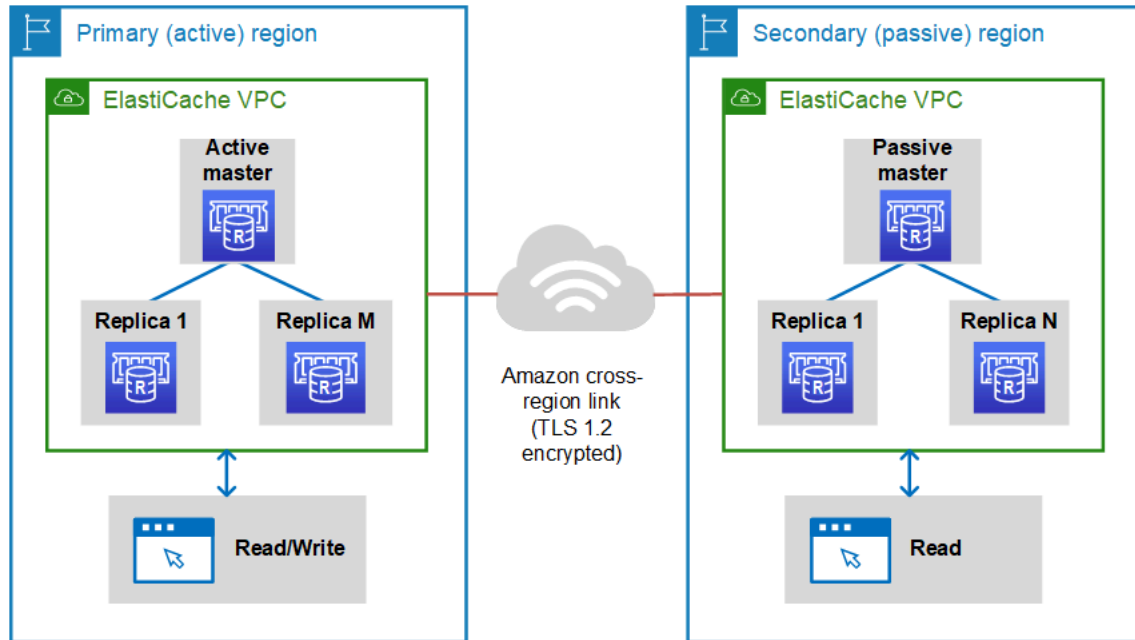 Primary (active) region
ElastiCache VPC
Active
master
R
Replica 1
R
Replica M
R
Read/Write
Amazon cross-
region link
(TLS 1.2
encrypted)
Secondary (passive) region
ElastiCache VPC
Passive
master
R
Replica 1
R
Replica N
R
Read